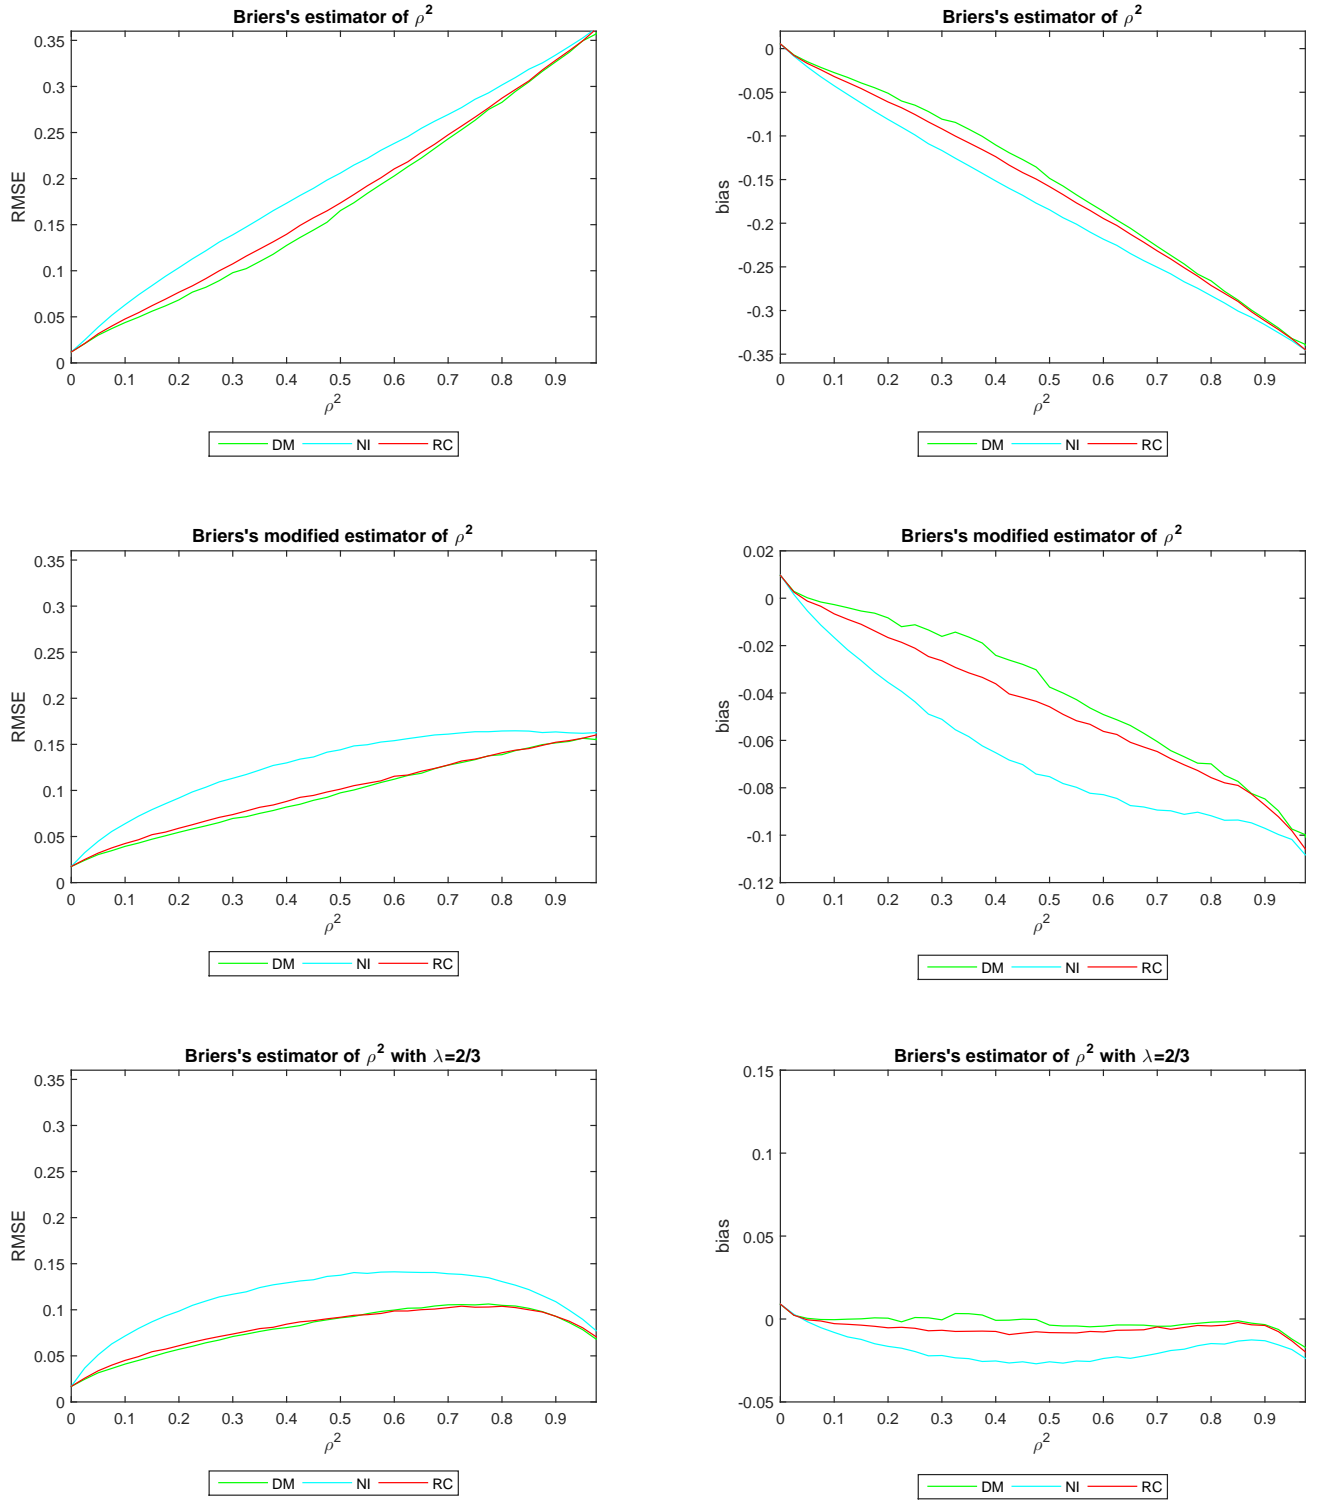 Briers's estimator of ρ²
0.35
0.3
0.25
0.2
0.15
0.1
0.05
0
RMSE
0 0.1 0.2 0.3 0.4 0.5 0.6 0.7 0.8 0.9
ρ²
DM NI RC
Briers's estimator of ρ²
0
-0.05
-0.1
-0.15
-0.2
-0.25
-0.3
-0.35
bias
0 0.1 0.2 0.3 0.4 0.5 0.6 0.7 0.8 0.9
ρ²
DM NI RC
Briers's modified estimator of ρ²
0.35
0.3
0.25
0.2
0.15
0.1
0.05
0
RMSE
0 0.1 0.2 0.3 0.4 0.5 0.6 0.7 0.8 0.9
ρ²
DM NI RC
Briers's modified estimator of ρ²
0.02
0
-0.02
-0.04
-0.06
-0.08
-0.1
-0.12
bias
0 0.1 0.2 0.3 0.4 0.5 0.6 0.7 0.8 0.9
ρ²
DM NI RC
Briers's estimator of ρ² with λ=2/3
0.35
0.3
0.25
0.2
0.15
0.1
0.05
0
RMSE
0 0.1 0.2 0.3 0.4 0.5 0.6 0.7 0.8 0.9
ρ²
DM NI RC
Briers's estimator of ρ² with λ=2/3
0.15
0.1
0.05
0
-0.05
bias
0 0.1 0.2 0.3 0.4 0.5 0.6 0.7 0.8 0.9
ρ²
DM NI RC